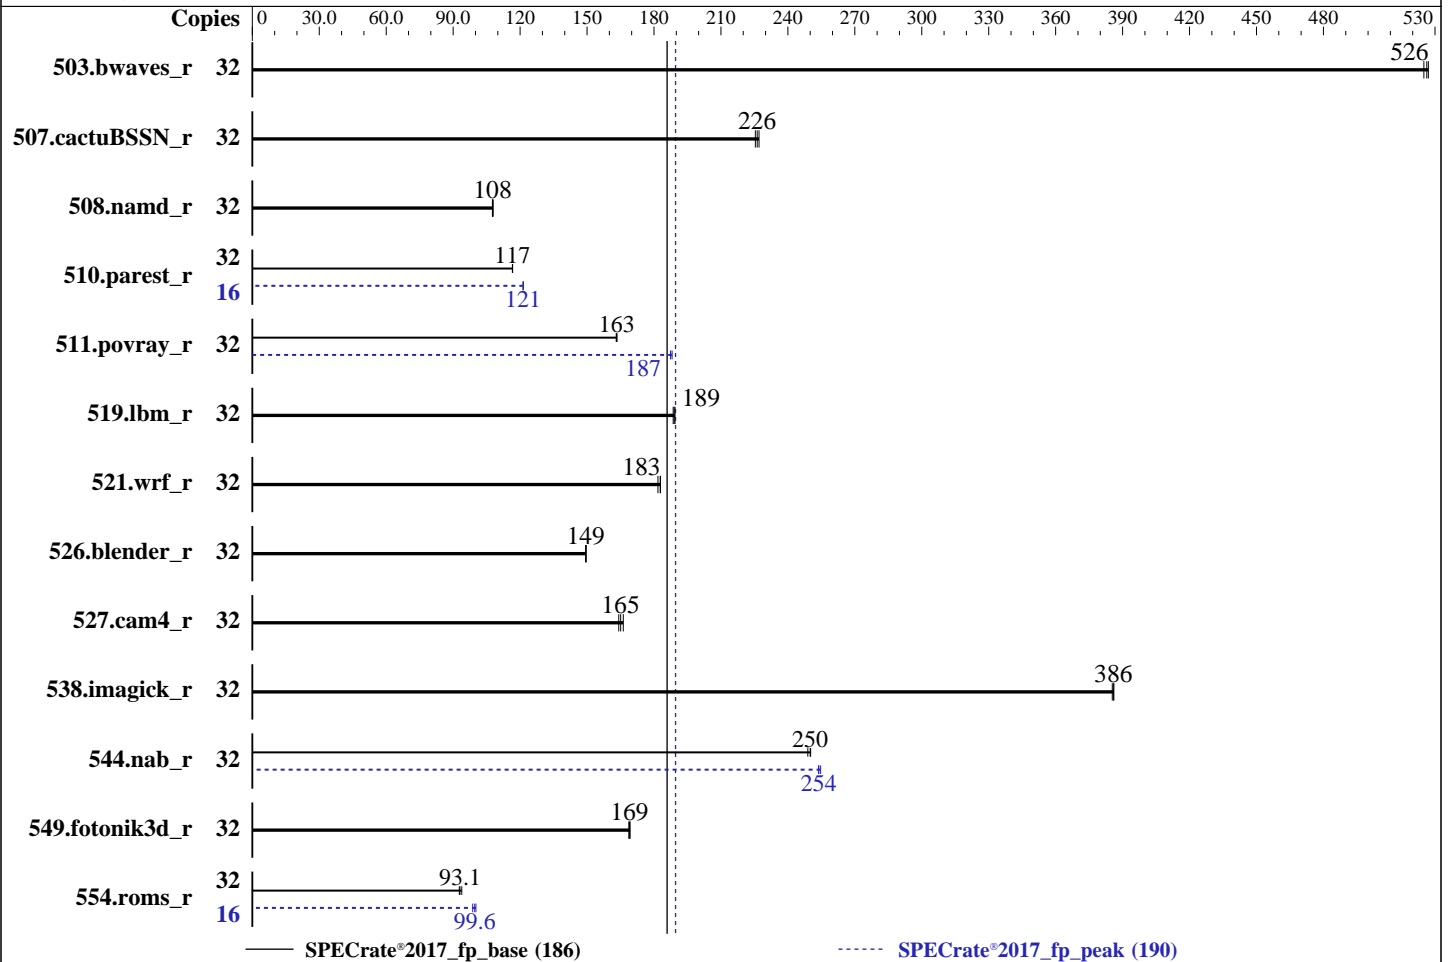 Copies 0 30.0 60.0 90.0 120 150 180 210 240 270 300 330 360 390 420 450 480 530
503.bwaves_r 32 526
507.cactuBSSN_r 32 226
508.namd_r 32 108
510.parest_r 32 117
16 121
511.povray_r 32 163
187
519.lbm_r 32 189
521.wrf_r 32 183
526.blender_r 32 149
527.cam4_r 32 165
538.imagick_r 32 386
544.nab_r 32 250
254
549.fotonik3d_r 32 169
554.roms_r 32 93.1
16 99.6
SPECrate®2017_fp_base (186) SPECrate®2017_fp_peak (190)